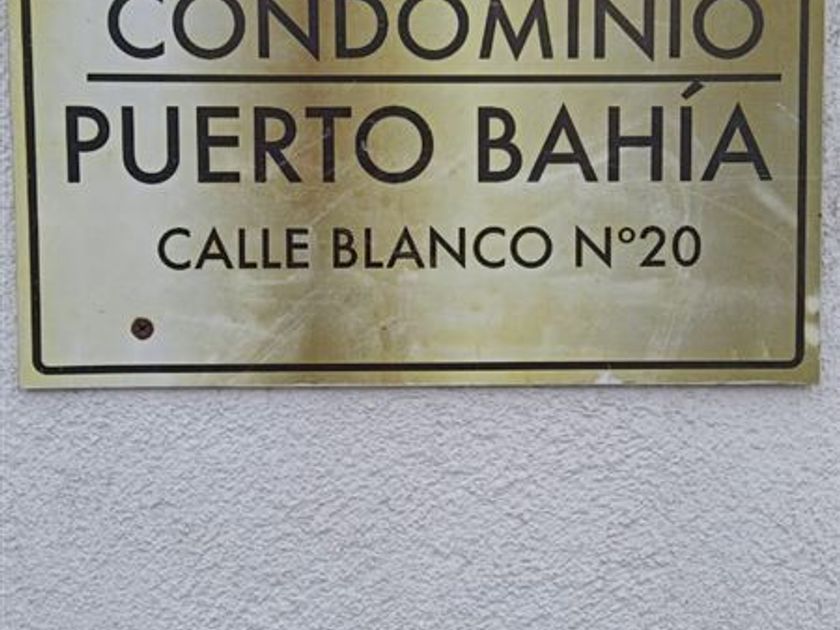 CONDOMINIO
PUERTO BAHÍA
CALLE BLANCO N°20